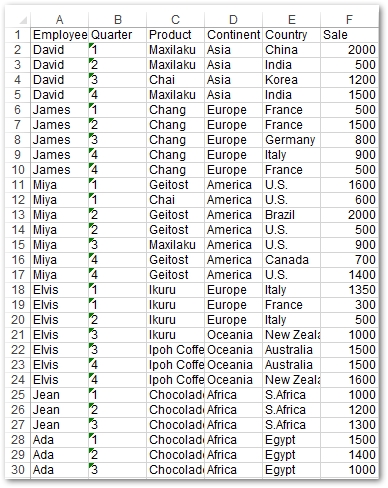 A B C D E F
1 Employee Quarter Product Continent Country Sale
2 David 1 Maxilaku Asia China 2000
3 David 2 Maxilaku Asia India 500
4 David 3 Chai Asia Korea 1200
5 David 4 Maxilaku Asia India 1500
6 James 1 Chang Europe France 500
7 James 2 Chang Europe France 1500
8 James 3 Chang Europe Germany 800
9 James 4 Chang Europe Italy 900
10 James 4 Chang Europe France 500
11 Miya 1 Geitost America U.S. 1600
12 Miya 1 Chai America U.S. 600
13 Miya 2 Geitost America Brazil 2000
14 Miya 2 Geitost America U.S. 500
15 Miya 3 Maxilaku America U.S. 900
16 Miya 4 Geitost America Canada 700
17 Miya 4 Geitost America U.S. 1400
18 Elvis 1 Ikuru Europe Italy 1350
19 Elvis 1 Ikuru Europe France 300
20 Elvis 2 Ikuru Europe Italy 500
21 Elvis 3 Ikuru Oceania New Zeala 1000
22 Elvis 3 Ipoh Coffe Oceania Australia 1500
23 Elvis 4 Ipoh Coffe Oceania Australia 1500
24 Elvis 4 Ipoh Coffe Oceania New Zeala 1600
25 Jean 1 Chocolade Africa S.Africa 1000
26 Jean 2 Chocolade Africa S.Africa 1200
27 Jean 3 Chocolade Africa S.Africa 1300
28 Ada 1 Chocolade Africa Egypt 1500
29 Ada 2 Chocolade Africa Egypt 1400
30 Ada 3 Chocolade Africa Egypt 1000